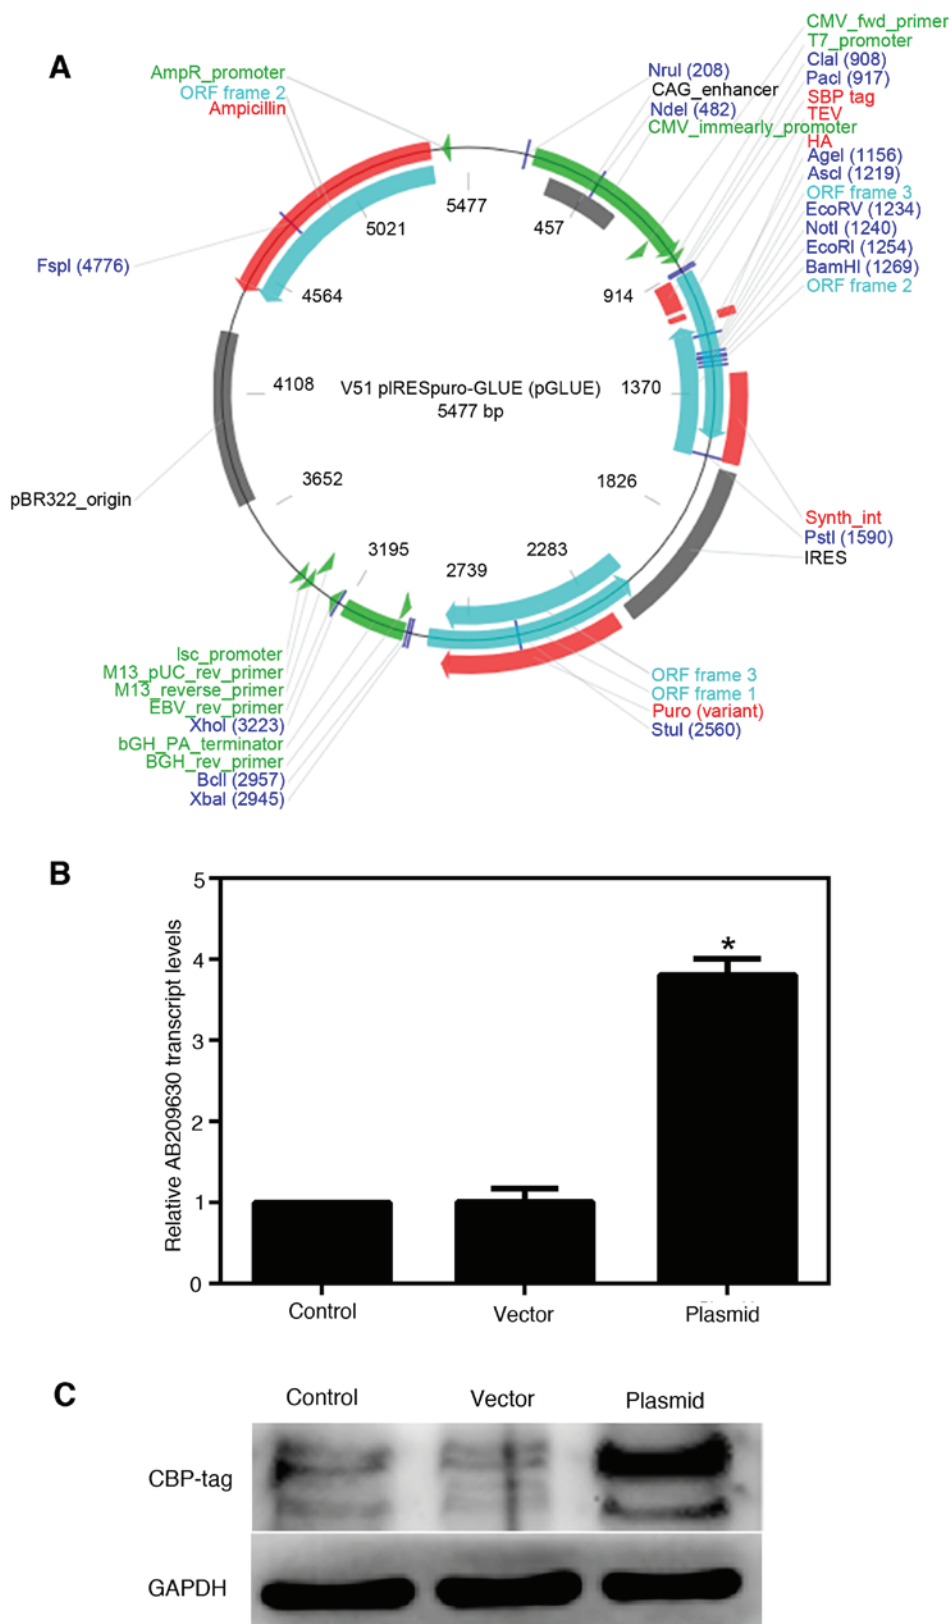 A
AmpR_promoter
ORF frame 2
Ampicillin
FspI (4776)
pBR322_origin
lsc_promoter
M13_pUC_rev_primer
M13_reverse_primer
EBV_rev_primer
XhoI (3223)
bGH_PA_terminator
BGH_rev_primer
BclI (2957)
XbaI (2945)
NruI (208)
CAG_enhancer
NdeI (482)
CMV_immearly_promoter
CMV_fwd_primer
T7_promoter
ClaI (908)
PacI (917)
SBP tag
TEV
HA
AgeI (1156)
AscI (1219)
ORF frame 3
EcoRV (1234)
NotI (1240)
EcoRI (1254)
BamHI (1269)
ORF frame 2
Synth_int
PstI (1590)
IRES
ORF frame 3
ORF frame 1
Puro (variant)
StuI (2560)
5477
457
914
1370
1826
2283
2739
3195
3652
4108
4564
5021
V51 pIRESpuro-GLUE (pGLUE)
5477 bp
B
Relative AB209630 transcript levels
5
4
3
2
1
0
*
Control
Vector
Plasmid
C
Control
Vector
Plasmid
CBP-tag
GAPDH